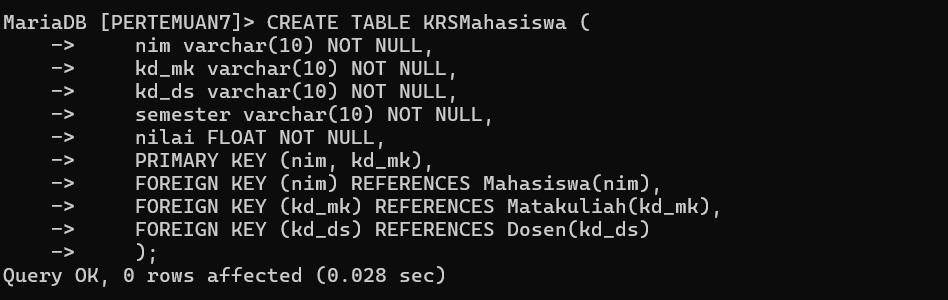 MariaDB [PERTEMUAN7]> CREATE TABLE KRSMahasiswa (
    ->     nim varchar(10) NOT NULL,
    ->     kd_mk varchar(10) NOT NULL,
    ->     kd_ds varchar(10) NOT NULL,
    ->     semester varchar(10) NOT NULL,
    ->     nilai FLOAT NOT NULL,
    ->     PRIMARY KEY (nim, kd_mk),
    ->     FOREIGN KEY (nim) REFERENCES Mahasiswa(nim),
    ->     FOREIGN KEY (kd_mk) REFERENCES Matakuliah(kd_mk),
    ->     FOREIGN KEY (kd_ds) REFERENCES Dosen(kd_ds)
    ->     );
Query OK, 0 rows affected (0.028 sec)